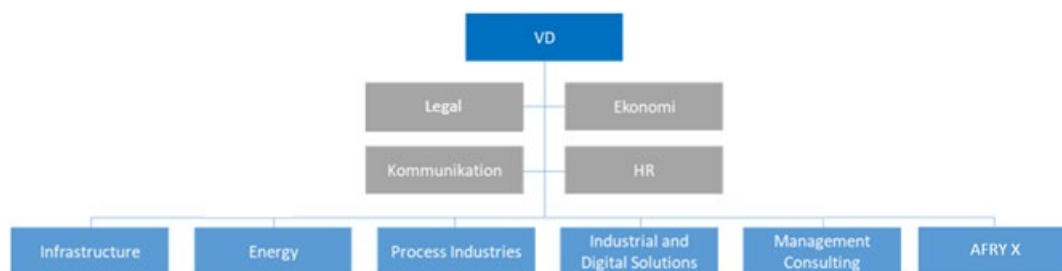 VD
Legal
Ekonomi
Kommunikation
HR
Infrastructure
Energy
Process Industries
Industrial and
Digital Solutions
Management
Consulting
AFRY X